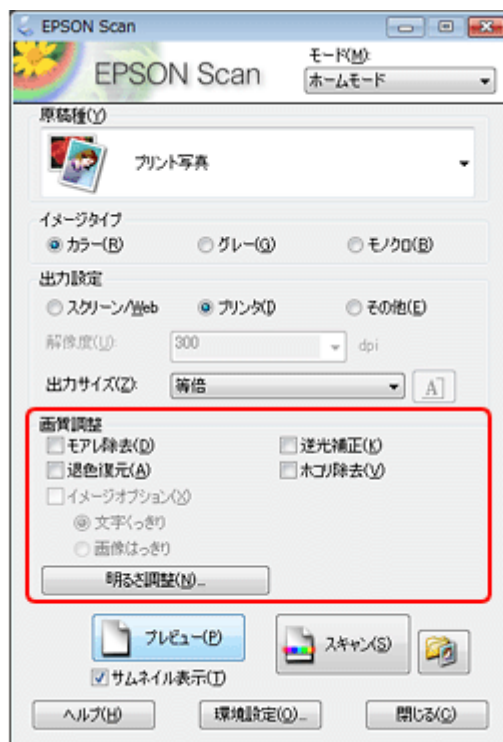 EPSON Scan
EPSON Scan
モード(M):
ホームモード
原稿種(Y)
プリント写真
イメージタイプ
カラー(R) グレー(G) モノクロ(B)
出力設定
スクリーン/Web プリンタ(I) その他(E)
解像度(U): 300 dpi
出力サイズ(Z): 等倍 A
画質調整
モアレ除去(D) 逆光補正(K)
退色復元(A) ホコリ除去(V)
イメージオプション(X)
文字くっきり
画像はっきり
明るさ調整(N)...
プレビュー(P) スキャン(S)
サムネイル表示(T)
ヘルプ(H) 環境設定(O)... 閉じる(C)